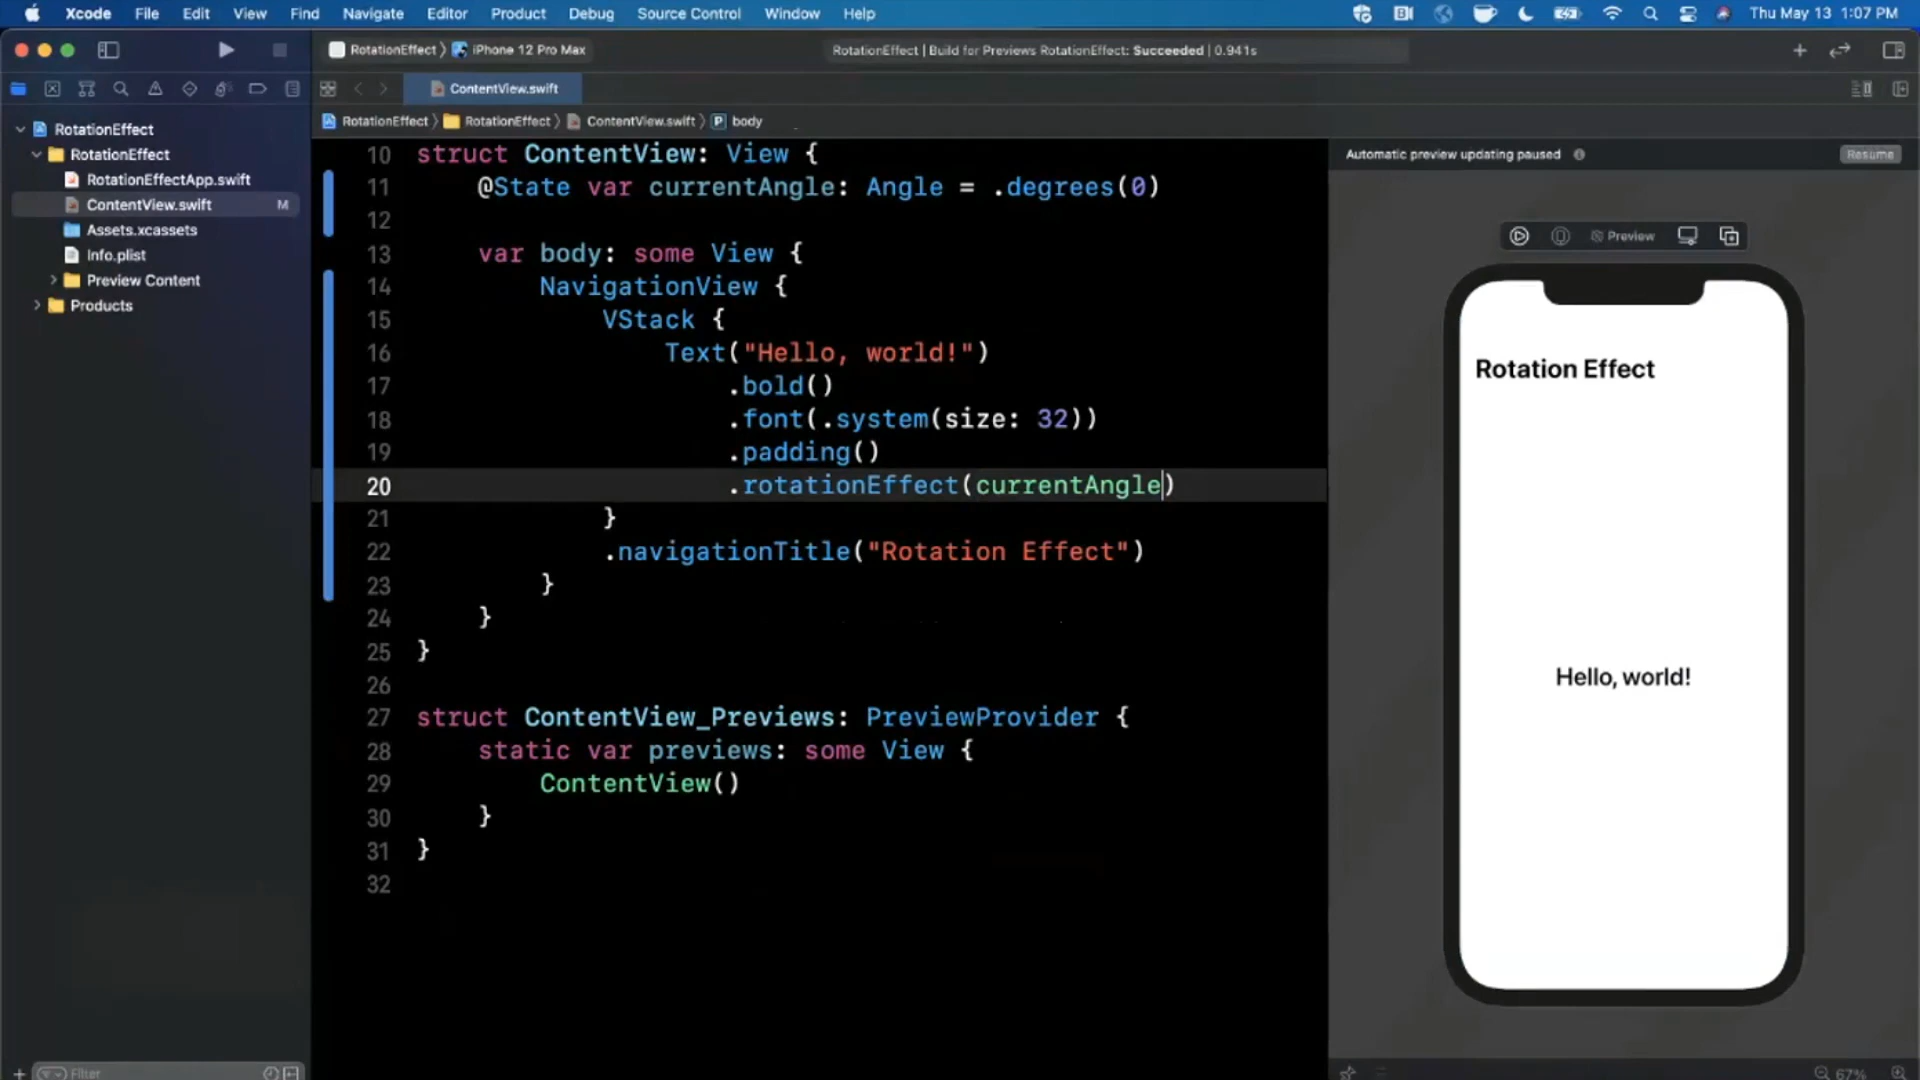 Xcode File Edit View Find Navigate Editor Product Debug Source Control Window Help Thu May 13 1:07 PM
RotationEffect 〉 iPhone 12 Pro Max RotationEffect | Build for Previews RotationEffect: Succeeded | 0.941s
ContentView.swift
RotationEffect 〉 RotationEffect 〉 ContentView.swift 〉 P body
RotationEffect
RotationEffect
RotationEffectApp.swift
ContentView.swift M
Assets.xcassets
Info.plist
Preview Content
Products
Filter
10 struct ContentView: View {
11 @State var currentAngle: Angle = .degrees(0)
12
13 var body: some View {
14 NavigationView {
15 VStack {
16 Text("Hello, world!")
17 .bold()
18 .font(.system(size: 32))
19 .padding()
20 .rotationEffect(currentAngle)
21 }
22 .navigationTitle("Rotation Effect")
23 }
24 }
25 }
26
27 struct ContentView_Previews: PreviewProvider {
28 static var previews: some View {
29 ContentView()
30 }
31 }
32
Automatic preview updating paused Resume
Preview
Rotation Effect
Hello, world!
67%